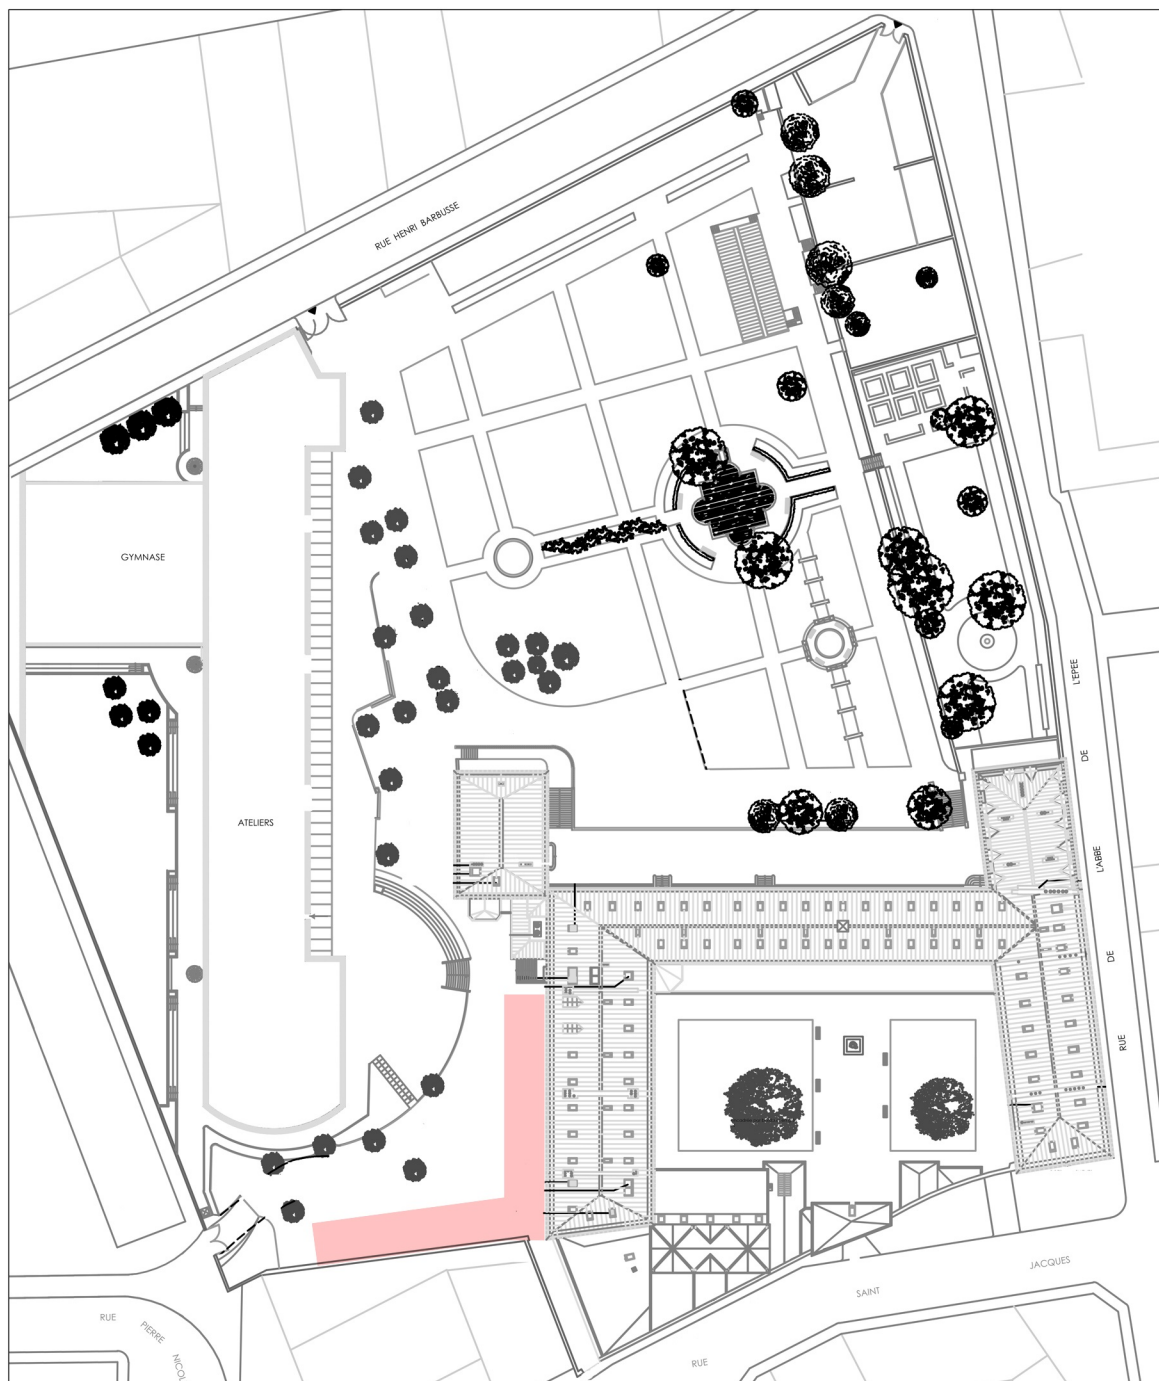 RUE HENRI BARBUSSE
GYMNASE
ATELIERS
L'EPEE
DE
L'ABBE
DE
RUE
JACQUES
SAINT
RUE
RUE
PIERRE
NICOL